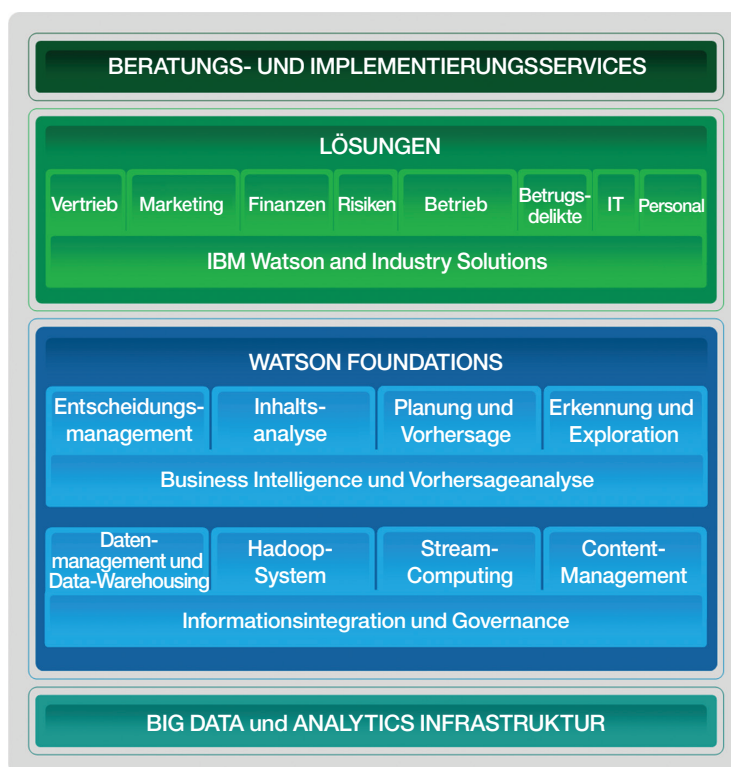 BERATUNGS- UND IMPLEMENTIERUNGSSERVICES
LÖSUNGEN
Vertrieb
Marketing
Finanzen
Risiken
Betrieb
Betrugs-
delikte
IT
Personal
IBM Watson and Industry Solutions
WATSON FOUNDATIONS
Entscheidungs-
management
Inhalts-
analyse
Planung und
Vorhersage
Erkennung und
Exploration
Business Intelligence und Vorhersageanalyse
Daten-
management und
Data-Warehousing
Hadoop-
System
Stream-
Computing
Content-
Management
Informationsintegration und Governance
BIG DATA und ANALYTICS INFRASTRUKTUR